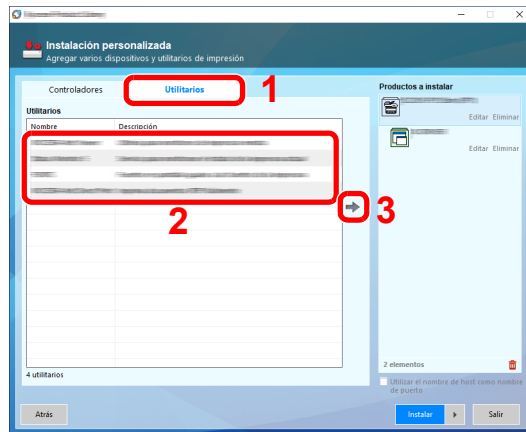 Instalación personalizada
Agregar varios dispositivos y utilitarios de impresión
Controladores
Utilitarios
1
Utilitarios
Nombre
Descripción
2
3
4 utilitarios
Productos a instalar
Editar Eliminar
Editar Eliminar
2 elementos
Utilizar el nombre de host como nombre
de puerto
Atrás
Instalar
Salir